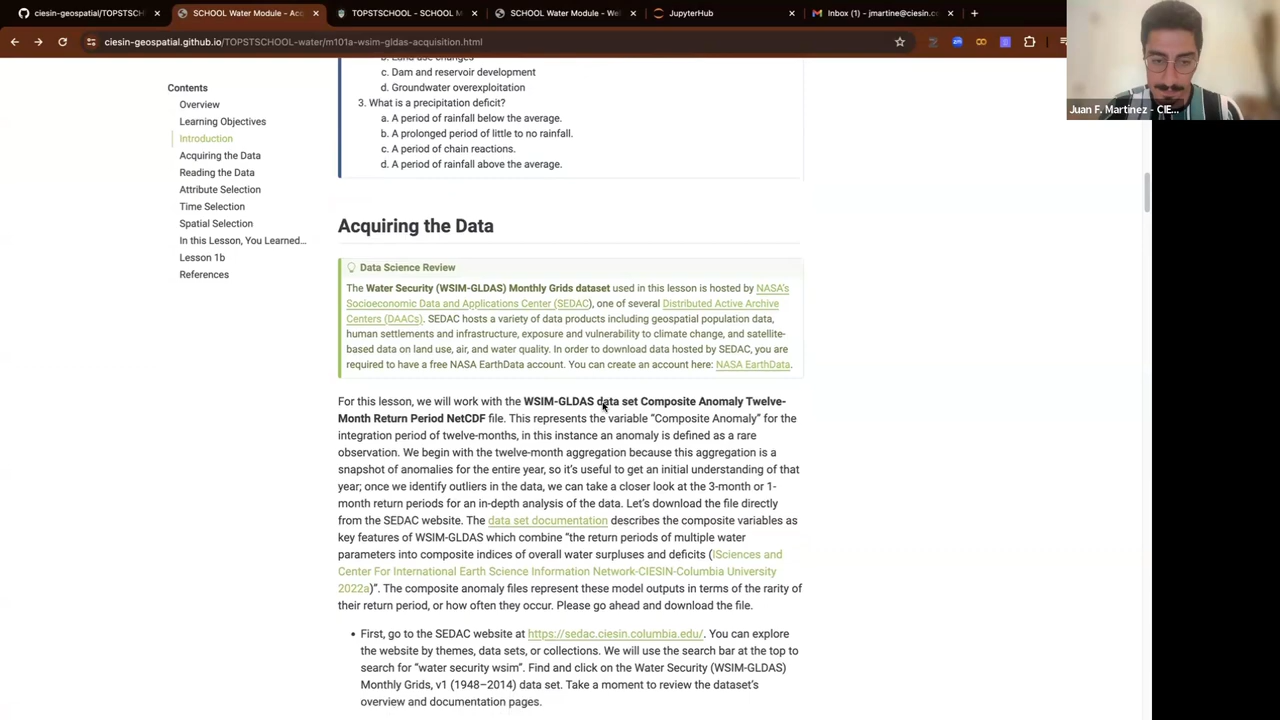 ciesin-geospatial/TOPSTSCHO
SCHOOL Water Module - Acq
TOPSTSCHOOL - SCHOOL M
SCHOOL Water Module - Wel
JupyterHub
Inbox (1) - jmartine@ciesin.co
ciesin-geospatial.github.io/TOPSTSCHOOL-water/m101a-wsim-gldas-acquisition.html
Juan F. Martinez - CIE...
Contents
Overview
Learning Objectives
Introduction
Acquiring the Data
Reading the Data
Attribute Selection
Time Selection
Spatial Selection
In this Lesson, You Learned...
Lesson 1b
References
b. Land use changes
c. Dam and reservoir development
d. Groundwater overexploitation
3. What is a precipitation deficit?
a. A period of rainfall below the average.
b. A prolonged period of little to no rainfall.
c. A period of chain reactions.
d. A period of rainfall above the average.
Acquiring the Data
Data Science Review
The Water Security (WSIM-GLDAS) Monthly Grids dataset used in this lesson is hosted by NASA's
Socioeconomic Data and Applications Center (SEDAC), one of several Distributed Active Archive
Centers (DAACs). SEDAC hosts a variety of data products including geospatial population data,
human settlements and infrastructure, exposure and vulnerability to climate change, and satellite-
based data on land use, air, and water quality. In order to download data hosted by SEDAC, you are
required to have a free NASA EarthData account. You can create an account here: NASA EarthData.
For this lesson, we will work with the WSIM-GLDAS data set Composite Anomaly Twelve-
Month Return Period NetCDF file. This represents the variable “Composite Anomaly” for the
integration period of twelve-months, in this instance an anomaly is defined as a rare
observation. We begin with the twelve-month aggregation because this aggregation is a
snapshot of anomalies for the entire year, so it’s useful to get an initial understanding of that
year; once we identify outliers in the data, we can take a closer look at the 3-month or 1-
month return periods for an in-depth analysis of the data. Let’s download the file directly
from the SEDAC website. The data set documentation describes the composite variables as
key features of WSIM-GLDAS which combine “the return periods of multiple water
parameters into composite indices of overall water surpluses and deficits (ISciences and
Center For International Earth Science Information Network-CIESIN-Columbia University
2022a)”. The composite anomaly files represent these model outputs in terms of the rarity of
their return period, or how often they occur. Please go ahead and download the file.
• First, go to the SEDAC website at https://sedac.ciesin.columbia.edu/. You can explore
the website by themes, data sets, or collections. We will use the search bar at the top to
search for “water security wsim”. Find and click on the Water Security (WSIM-GLDAS)
Monthly Grids, v1 (1948–2014) data set. Take a moment to review the dataset’s
overview and documentation pages.